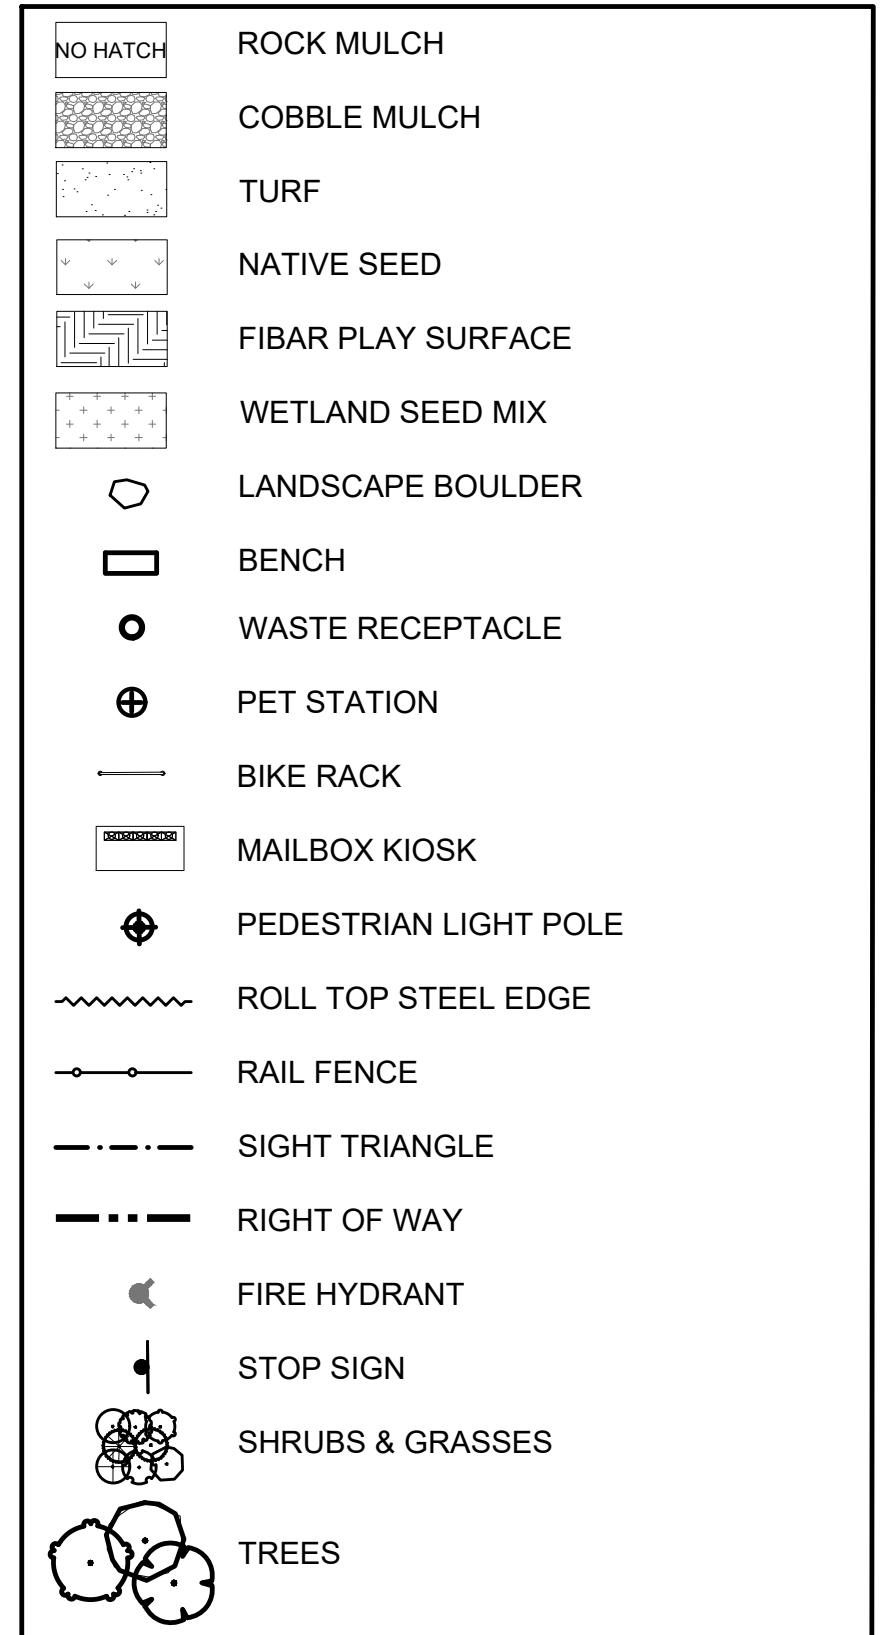 NO HATCH ROCK MULCH
COBBLE MULCH
TURF
NATIVE SEED
FIBAR PLAY SURFACE
WETLAND SEED MIX
LANDSCAPE BOULDER
BENCH
WASTE RECEPTACLE
PET STATION
BIKE RACK
MAILBOX KIOSK
PEDESTRIAN LIGHT POLE
ROLL TOP STEEL EDGE
RAIL FENCE
SIGHT TRIANGLE
RIGHT OF WAY
FIRE HYDRANT
STOP SIGN
SHRUBS & GRASSES
TREES